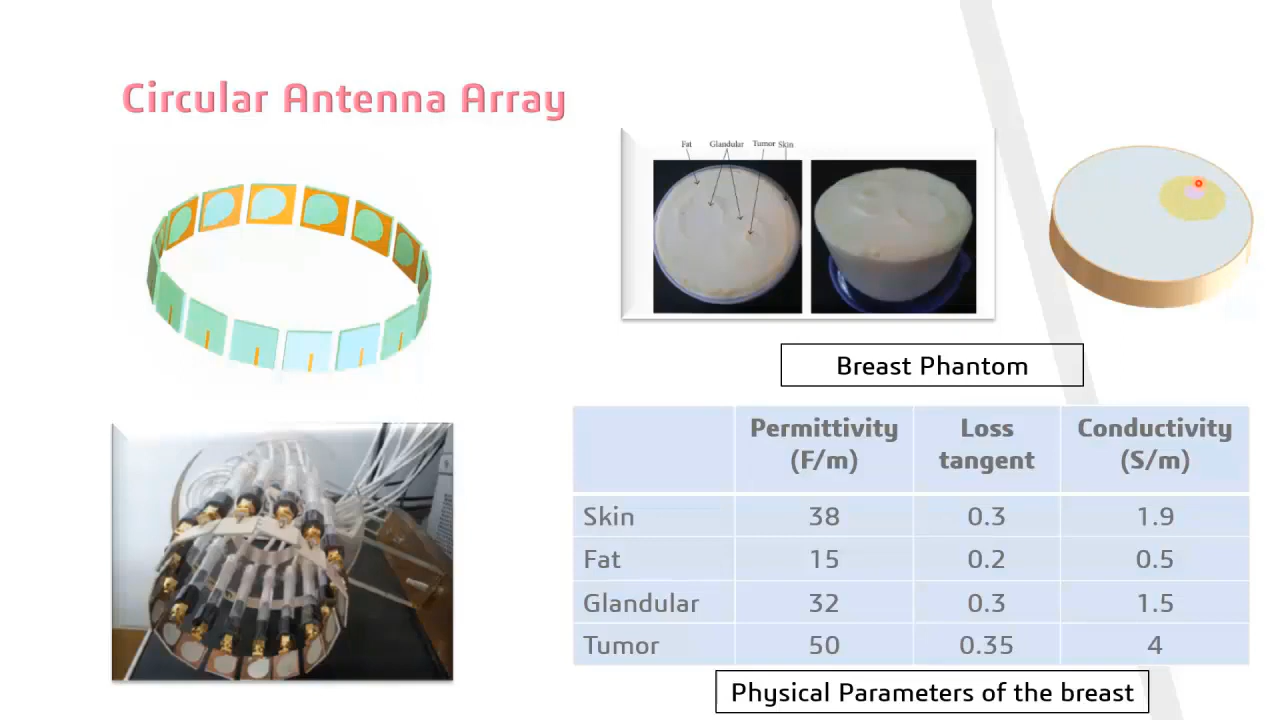 Circular Antenna Array
Fat Glandular Tumor Skin
Breast Phantom
Permittivity (F/m) Loss tangent Conductivity (S/m)
Skin 38 0.3 1.9
Fat 15 0.2 0.5
Glandular 32 0.3 1.5
Tumor 50 0.35 4
Physical Parameters of the breast